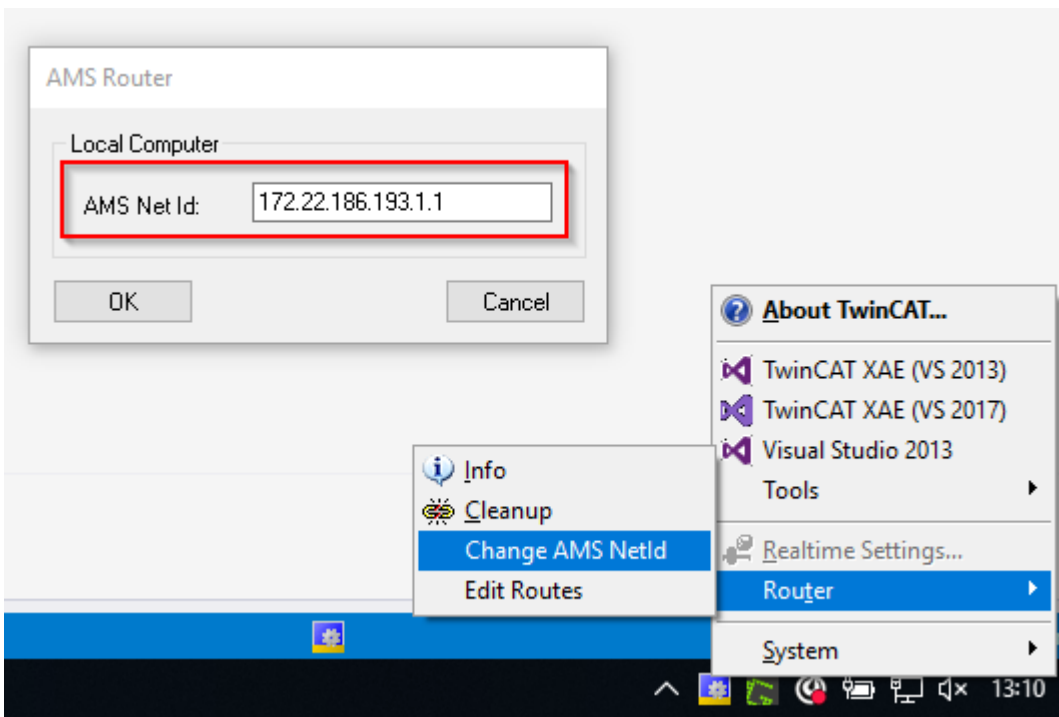 AMS Router
Local Computer
AMS Net Id:
172.22.186.193.1.1
OK
Cancel
About TwinCAT...
TwinCAT XAE (VS 2013)
TwinCAT XAE (VS 2017)
Visual Studio 2013
Tools
Realtime Settings...
Router
System
Info
Cleanup
Change AMS NetId
Edit Routes
13:10